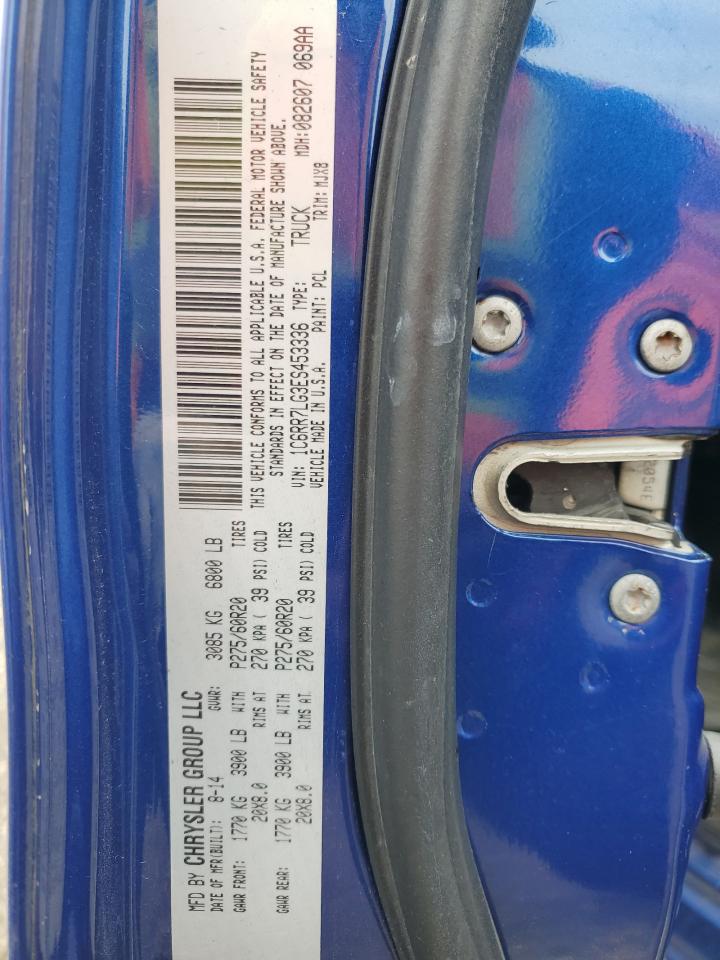 MFD BY CHRYSLER GROUP LLC
DATE OF MFR(BUILT): 8-14 GVWR: 3085 KG 6800 LB
GAWR FRONT: 1770 KG 3900 LB WITH P275/60R20 TIRES
20X8.0 RIMS AT 270 KPA ( 39 PSI) COLD
GAWR REAR: 1770 KG 3900 LB WITH P275/60R20 TIRES
20X8.0 RIMS AT 270 KPA ( 39 PSI) COLD
THIS VEHICLE CONFORMS TO ALL APPLICABLE U.S.A. FEDERAL MOTOR VEHICLE SAFETY
STANDARDS IN EFFECT ON THE DATE OF MANUFACTURE SHOWN ABOVE.
VIN: 1C6RR7LG3ES453336 TYPE: TRUCK MDH:082607 069AA
VEHICLE MADE IN U.S.A. PAINT: PCL TRIM: MJX8
2054E